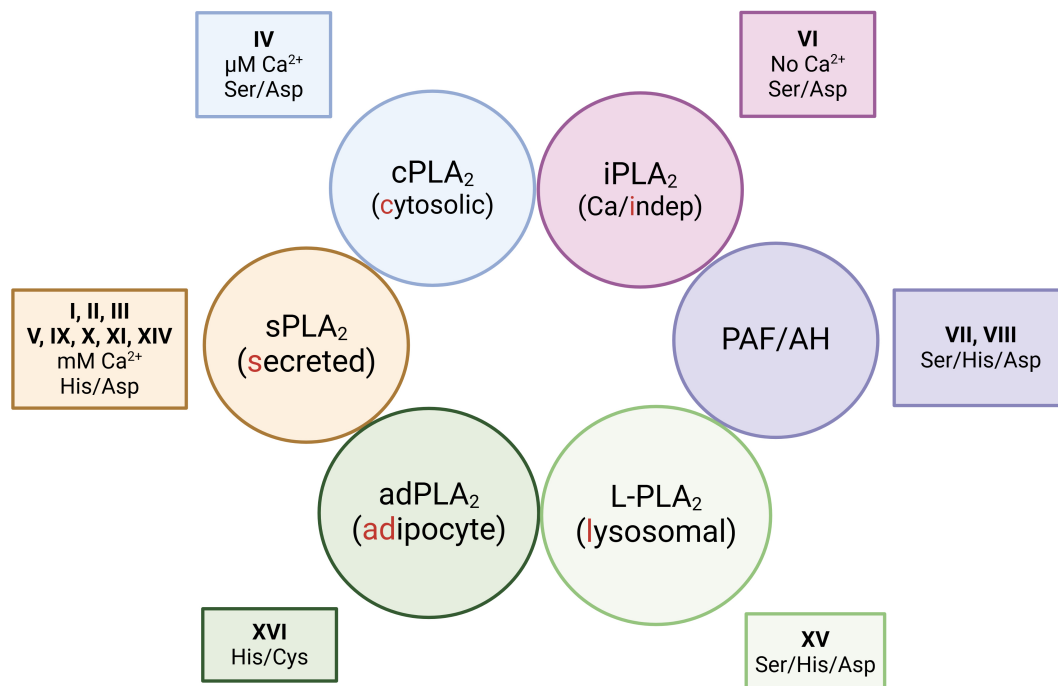 IV
µM Ca²⁺
Ser/Asp
VI
No Ca²⁺
Ser/Asp
cPLA₂
(cytosolic)
iPLA₂
(Ca/indep)
I, II, III
V, IX, X, XI, XIV
mM Ca²⁺
His/Asp
sPLA₂
(secreted)
PAF/AH
VII, VIII
Ser/His/Asp
adPLA₂
(adipocyte)
L-PLA₂
(lysosomal)
XVI
His/Cys
XV
Ser/His/Asp